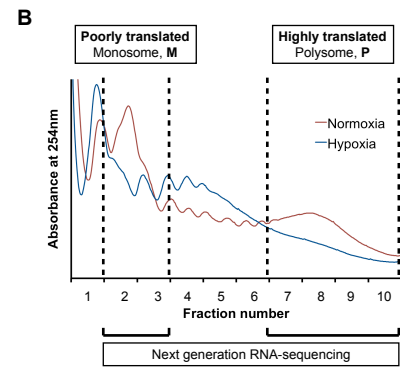 B
Poorly translated
Monosome, M
Highly translated
Polysome, P
Absorbance at 254nm
Normoxia
Hypoxia
1 2 3 4 5 6 7 8 9 10
Fraction number
Next generation RNA-sequencing